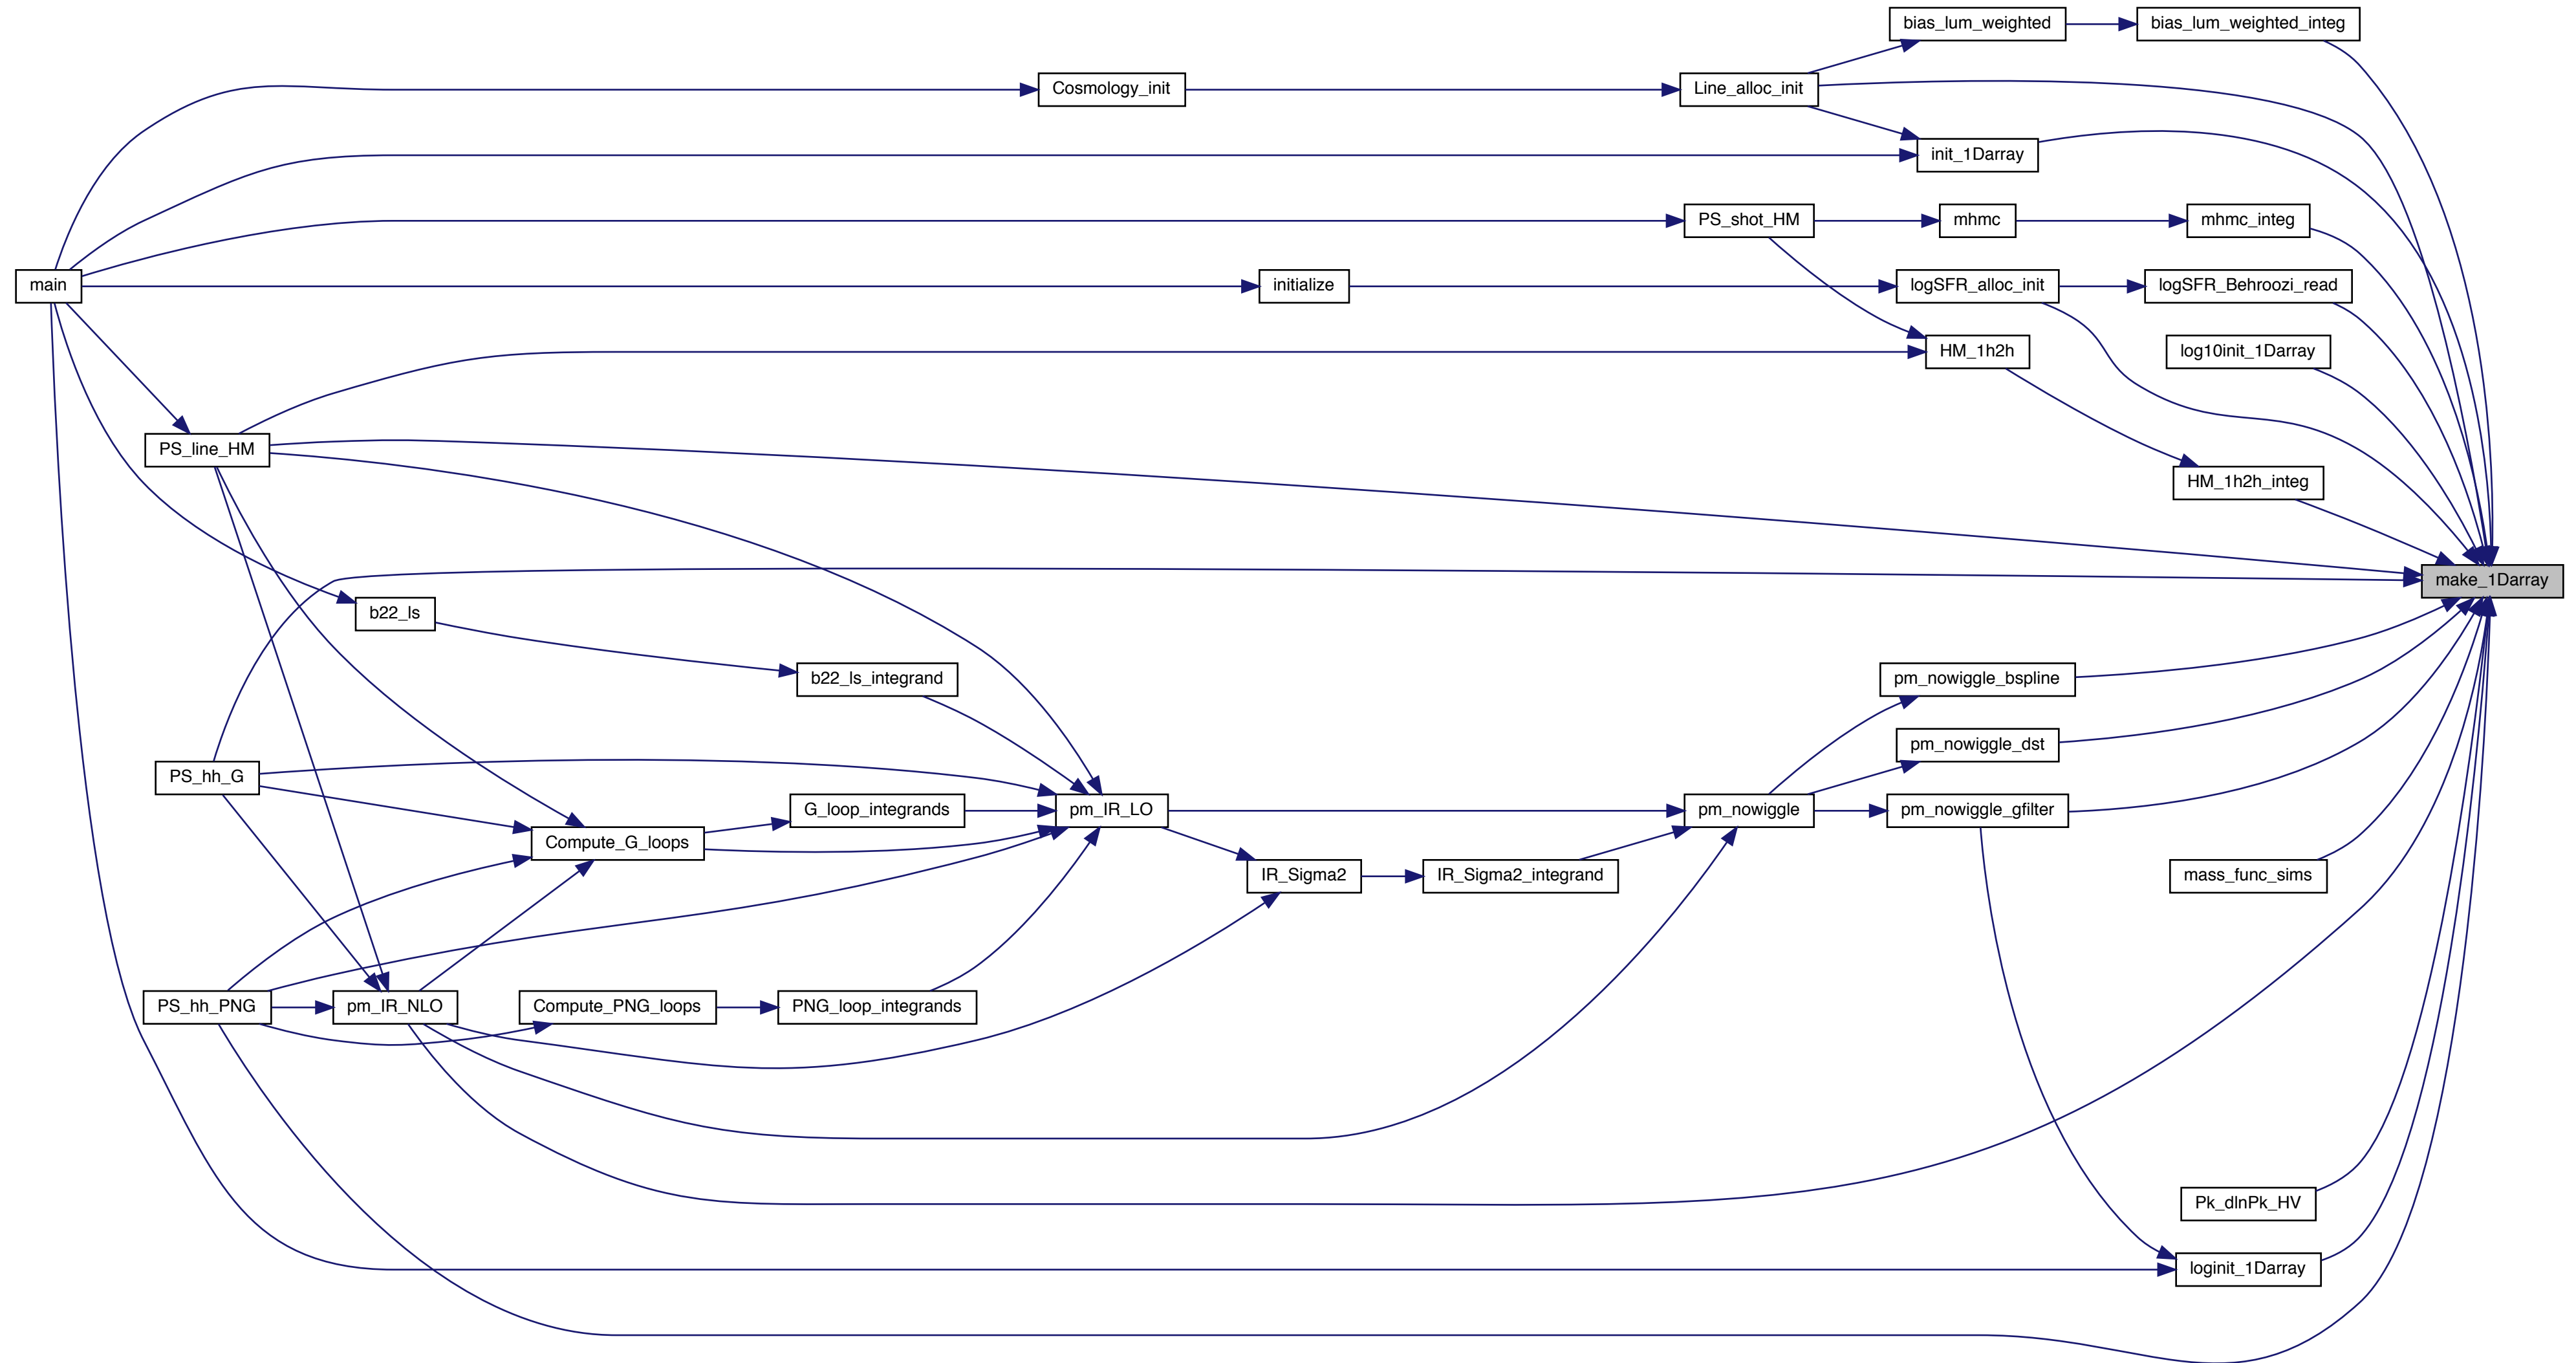 bias_lum_weighted
bias_lum_weighted_integ
Cosmology_init
Line_alloc_init
init_1Darray
PS_shot_HM
mhmc
mhmc_integ
main
initialize
logSFR_alloc_init
logSFR_Behroozi_read
HM_1h2h
log10init_1Darray
PS_line_HM
HM_1h2h_integ
make_1Darray
b22_ls
b22_ls_integrand
pm_nowiggle_bspline
pm_nowiggle_dst
PS_hh_G
G_loop_integrands
pm_IR_LO
pm_nowiggle
pm_nowiggle_gfilter
Compute_G_loops
IR_Sigma2
IR_Sigma2_integrand
mass_func_sims
PS_hh_PNG
pm_IR_NLO
Compute_PNG_loops
PNG_loop_integrands
Pk_dlnPk_HV
loginit_1Darray